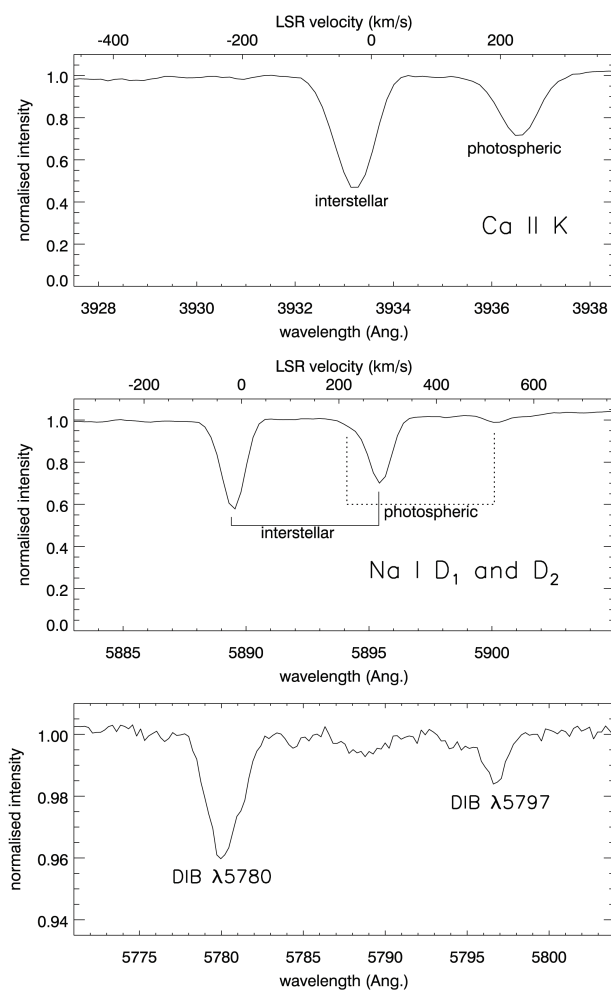 LSR velocity (km/s)
-400 -200 0 200
1.0
0.8
0.6
0.4
0.2
0.0
normalised intensity
interstellar
photospheric
Ca II K
3928 3930 3932 3934 3936 3938
wavelength (Ang.)
LSR velocity (km/s)
-200 0 200 400 600
1.0
0.8
0.6
0.4
0.2
0.0
normalised intensity
interstellar
photospheric
Na I D₁ and D₂
5885 5890 5895 5900
wavelength (Ang.)
1.00
0.98
0.96
0.94
normalised intensity
DIB λ5780
DIB λ5797
5775 5780 5785 5790 5795 5800
wavelength (Ang.)